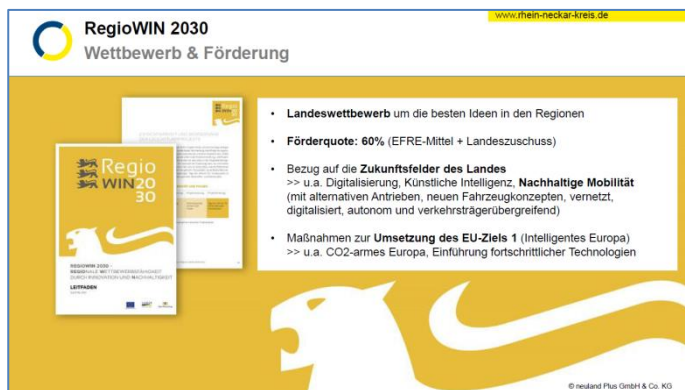 www.rhein-neckar-kreis.de
RegioWIN 2030
Wettbewerb & Förderung
• Landeswettbewerb um die besten Ideen in den Regionen
• Förderquote: 60% (EFRE-Mittel + Landeszuschuss)
• Bezug auf die Zukunftsfelder des Landes
>> u.a. Digitalisierung, Künstliche Intelligenz, Nachhaltige Mobilität
(mit alternativen Antrieben, neuen Fahrzeugkonzepten, vernetzt,
digitalisiert, autonom und verkehrsträgerübergreifend)
• Maßnahmen zur Umsetzung des EU-Ziels 1 (Intelligentes Europa)
>> u.a. CO2-armes Europa, Einführung fortschrittlicher Technologien
Regio
WIN20
30
REGIOWIN 2030 –
REGIONALE WETTBEWERBSFÄHIGKEIT
DURCH INNOVATION UND NACHHALTIGKEIT
LEITFADEN
© neuland Plus GmbH & Co. KG